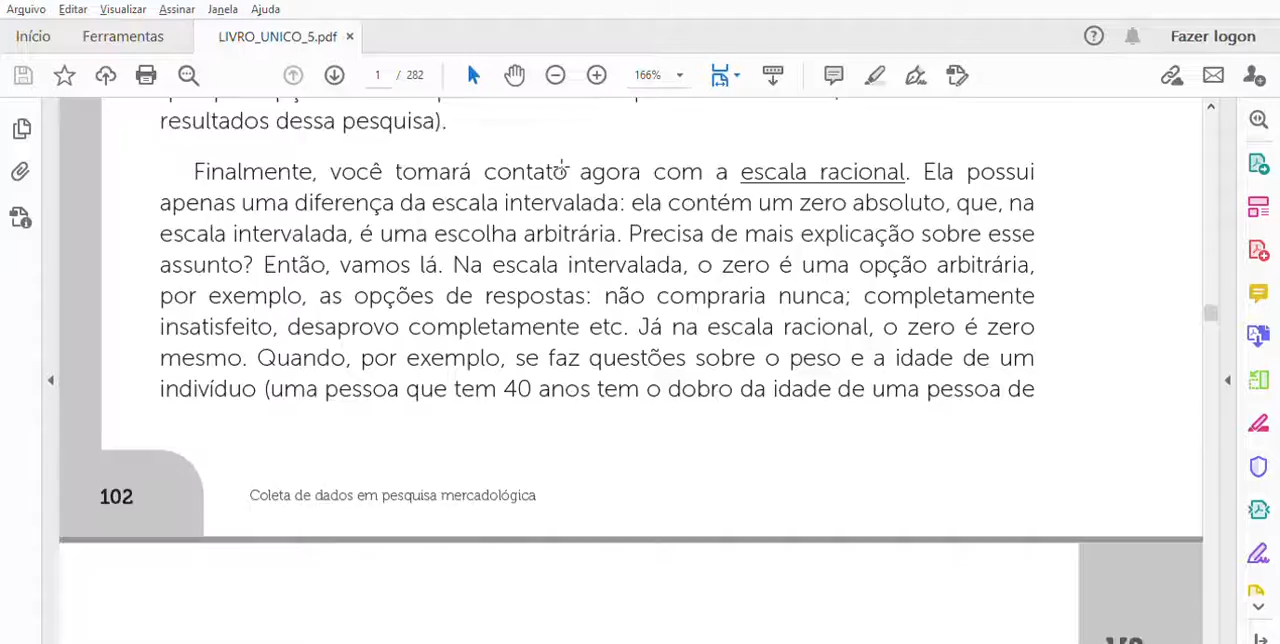 Arquivo Editar Visualizar Assinar Janela Ajuda
Início Ferramentas LIVRO_UNICO_5.pdf × Fazer logon
1 / 282 166%
resultados dessa pesquisa).
Finalmente, você tomará contato agora com a escala racional. Ela possui
apenas uma diferença da escala intervalada: ela contém um zero absoluto, que, na
escala intervalada, é uma escolha arbitrária. Precisa de mais explicação sobre esse
assunto? Então, vamos lá. Na escala intervalada, o zero é uma opção arbitrária,
por exemplo, as opções de respostas: não compraria nunca; completamente
insatisfeito, desaprovo completamente etc. Já na escala racional, o zero é zero
mesmo. Quando, por exemplo, se faz questões sobre o peso e a idade de um
indivíduo (uma pessoa que tem 40 anos tem o dobro da idade de uma pessoa de
102 Coleta de dados em pesquisa mercadológica